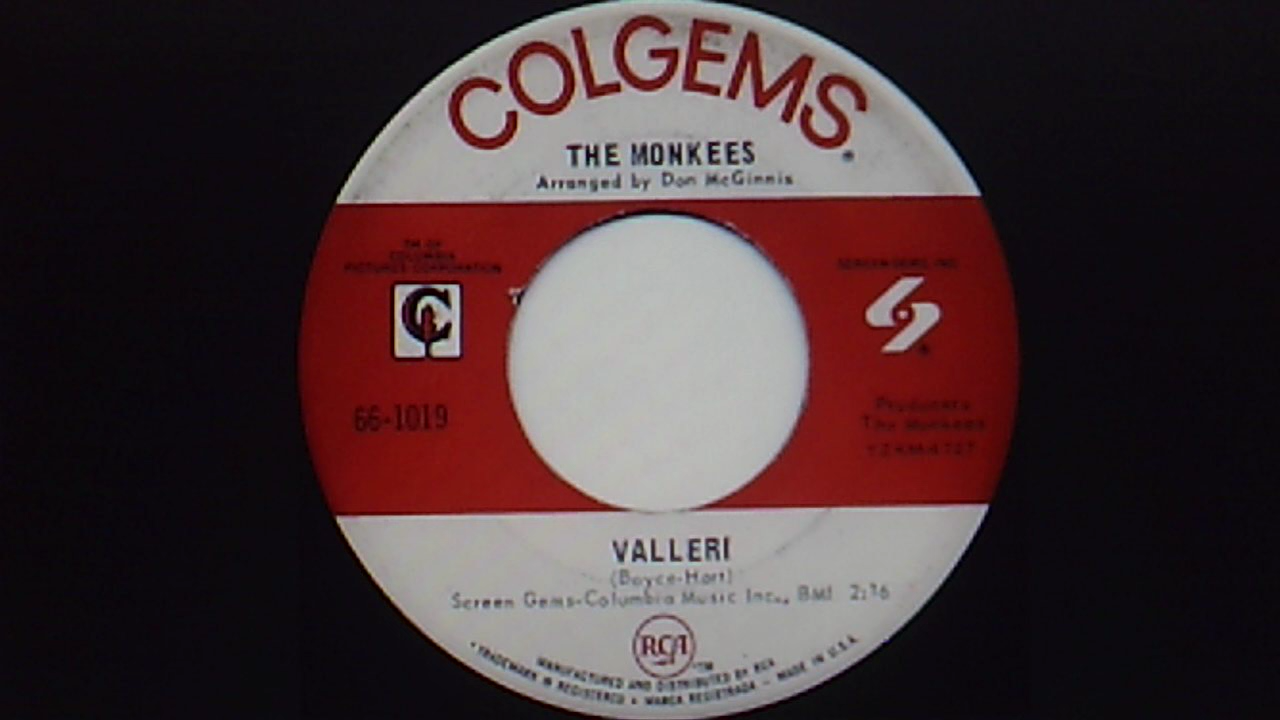 COLGEMS
THE MONKEES
Arranged by Don McGinnis
TM OF
COLUMBIA
PICTURES CORPORATION
SCREEN GEMS, INC.
66-1019
Producers
The Monkees
VALLERI
(Boyce-Hart)
Screen Gems-Columbia Music Inc., BMI 2:16
RCA
TM
MANUFACTURED AND DISTRIBUTED BY RCA
• TRADEMARK IS REGISTERED • MARCA REGISTRADA - MADE IN U.S.A.